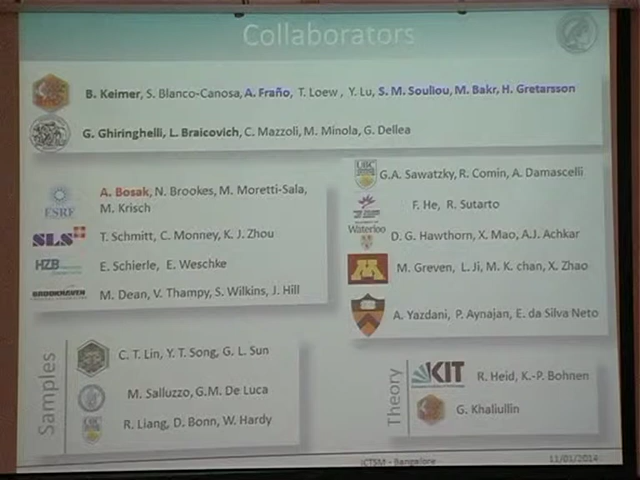 Collaborators
B. Keimer, S. Blanco-Canosa, A. Fraño, T. Loew , Y. Lu, S. M. Souliou, M. Bakr, H. Gretarsson
G. Ghiringhelli, L. Braicovich, C. Mazzoli, M. Minola, G. Dellea
ESRF
A. Bosak, N. Brookes, M. Moretti-Sala,
M. Krisch
SLS
T. Schmitt, C. Monney, K. J. Zhou
HZB
E. Schierle, E. Weschke
BROOKHAVEN
M. Dean, V. Thampy, S. Wilkins, J. Hill
UBC
G.A. Sawatzky, R. Comin, A. Damascelli
F. He, R. Sutarto
Waterloo
D. G. Hawthorn, X. Mao, A.J. Achkar
M
M. Greven, L. Ji, M. K. chan, X. Zhao
A. Yazdani, P. Aynajan, E. da Silva Neto
Samples
C. T. Lin, Y. T. Song, G. L. Sun
M. Salluzzo, G.M. De Luca
UBC
R. Liang, D. Bonn, W. Hardy
Theory
KIT
R. Heid, K.-P. Bohnen
G. Khaliullin
ICTSM - Bangalore
11/01/2014